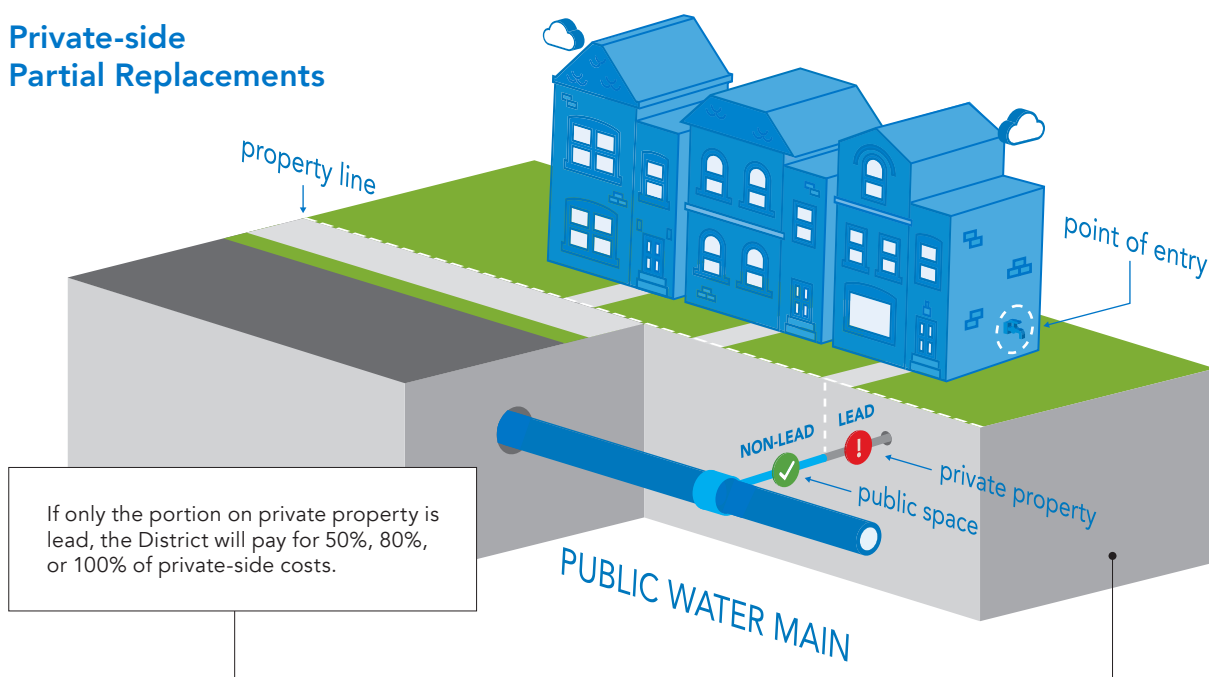 Private-side
Partial Replacements
property line
point of entry
LEAD
NON-LEAD
private property
public space
If only the portion on private property is
lead, the District will pay for 50%, 80%,
or 100% of private-side costs.
PUBLIC WATER MAIN